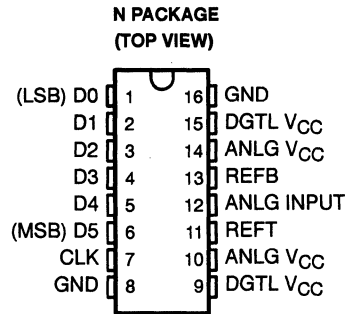 N PACKAGE
(TOP VIEW)
(LSB) D0 1 16 GND
D1 2 15 DGTL VCC
D2 3 14 ANLG VCC
D3 4 13 REFB
D4 5 12 ANLG INPUT
(MSB) D5 6 11 REFT
CLK 7 10 ANLG VCC
GND 8 9 DGTL VCC